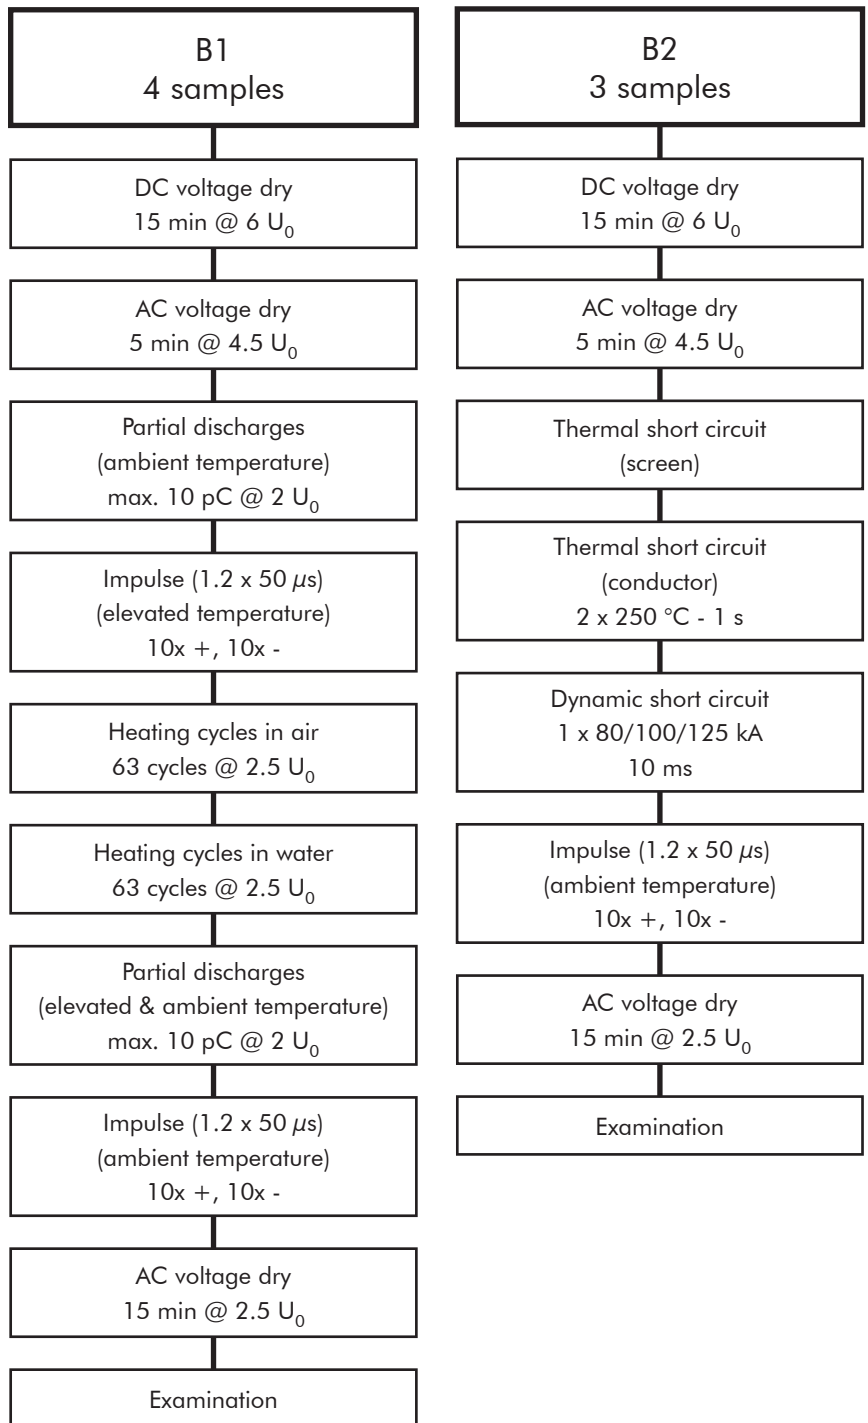 B1
4 samples
DC voltage dry
15 min @ 6 U₀
AC voltage dry
5 min @ 4.5 U₀
Partial discharges
(ambient temperature)
max. 10 pC @ 2 U₀
Impulse (1.2 x 50 µs)
(elevated temperature)
10x +, 10x -
Heating cycles in air
63 cycles @ 2.5 U₀
Heating cycles in water
63 cycles @ 2.5 U₀
Partial discharges
(elevated & ambient temperature)
max. 10 pC @ 2 U₀
Impulse (1.2 x 50 µs)
(ambient temperature)
10x +, 10x -
AC voltage dry
15 min @ 2.5 U₀
Examination
B2
3 samples
DC voltage dry
15 min @ 6 U₀
AC voltage dry
5 min @ 4.5 U₀
Thermal short circuit
(screen)
Thermal short circuit
(conductor)
2 x 250 °C - 1 s
Dynamic short circuit
1 x 80/100/125 kA
10 ms
Impulse (1.2 x 50 µs)
(ambient temperature)
10x +, 10x -
AC voltage dry
15 min @ 2.5 U₀
Examination